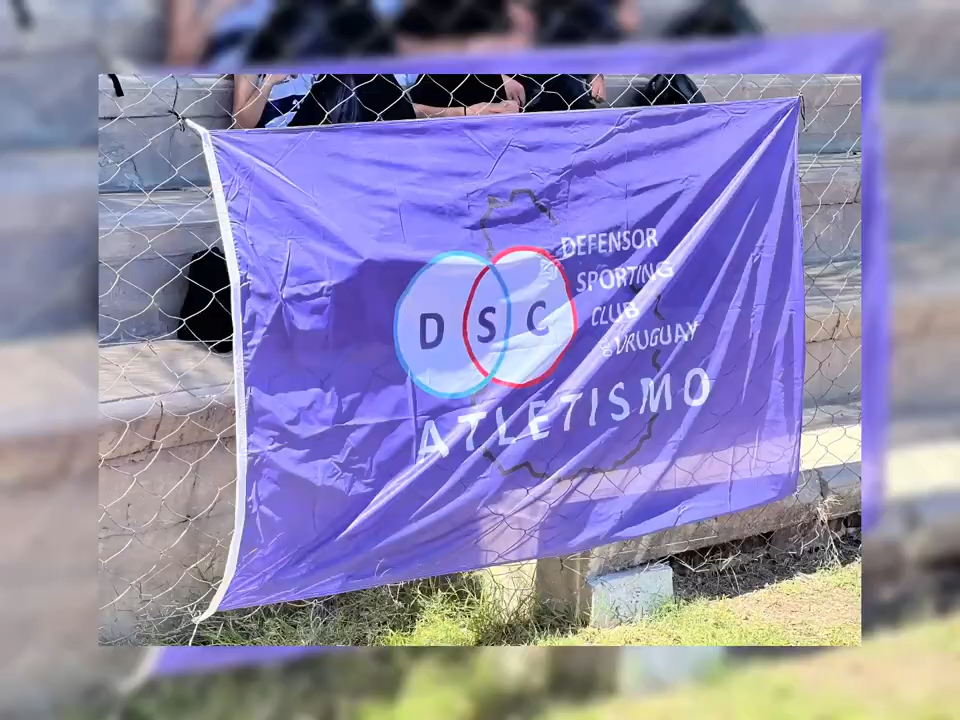 DEFENSOR
SPORTING
CLUB
URUGUAY
DSC
ATLETISMO